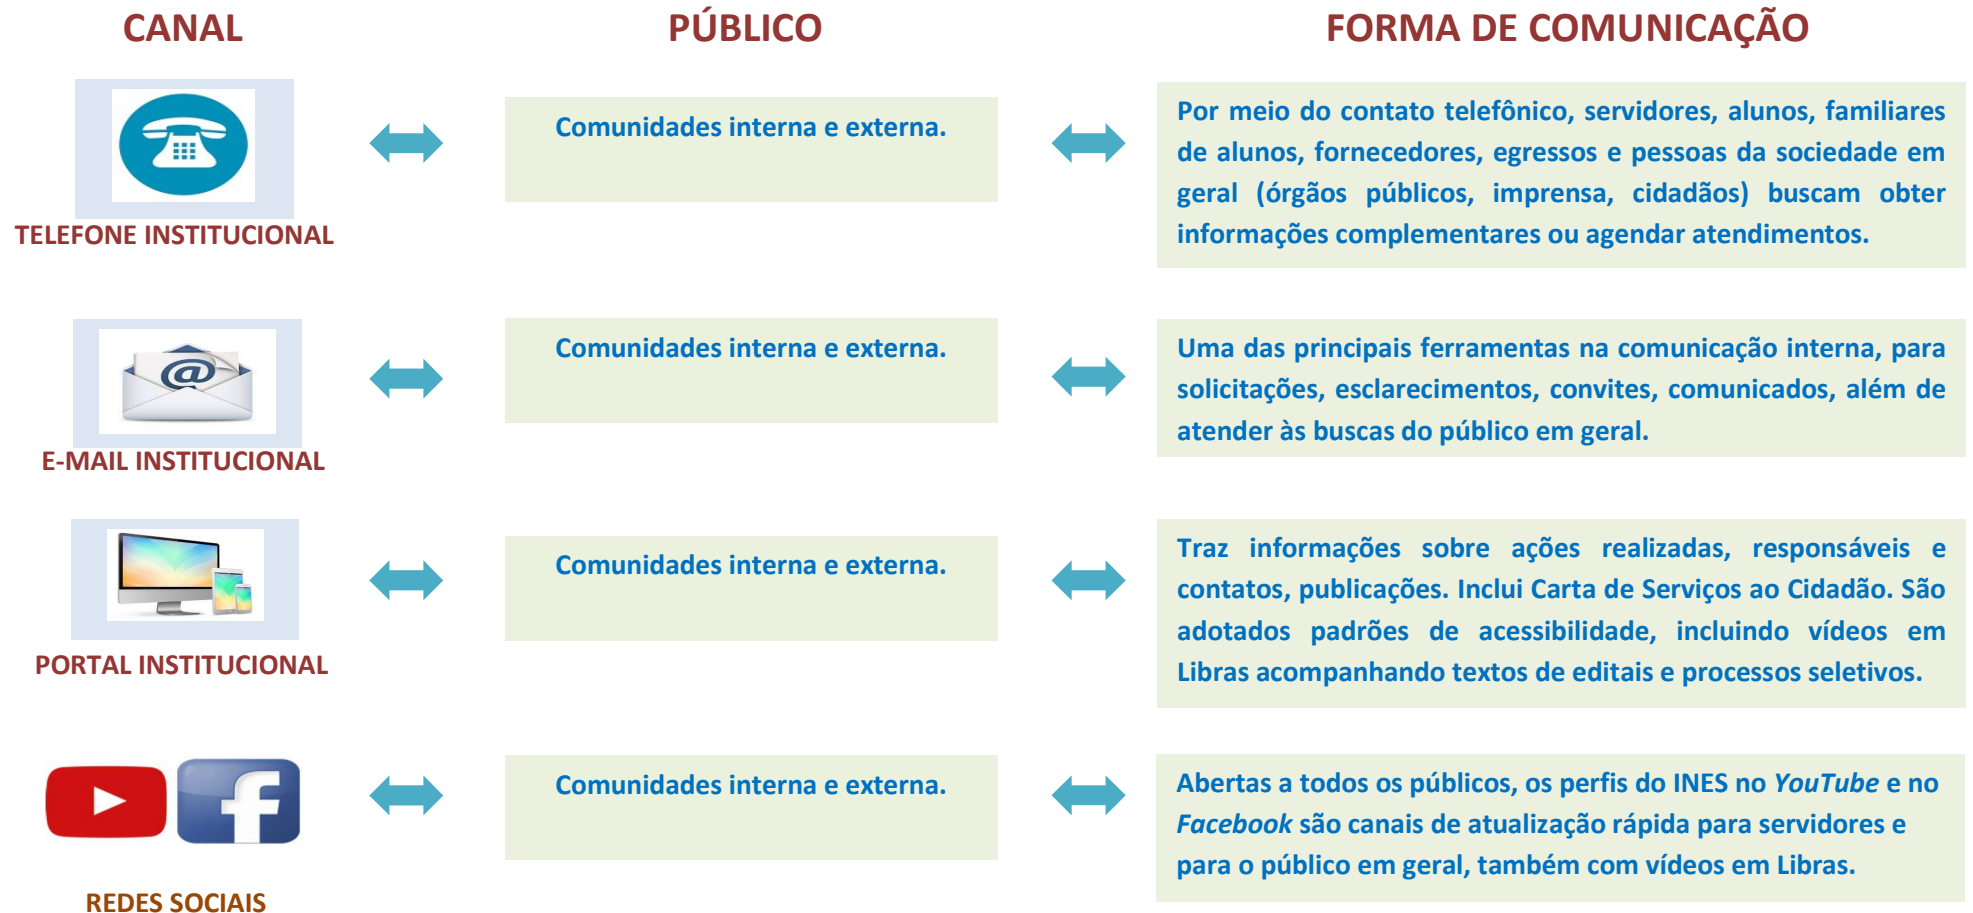 CANAL
PÚBLICO
FORMA DE COMUNICAÇÃO
TELEFONE INSTITUCIONAL
Comunidades interna e externa.
Por meio do contato telefônico, servidores, alunos, familiares
de alunos, fornecedores, egressos e pessoas da sociedade em
geral (órgãos públicos, imprensa, cidadãos) buscam obter
informações complementares ou agendar atendimentos.
@
E-MAIL INSTITUCIONAL
Comunidades interna e externa.
Uma das principais ferramentas na comunicação interna, para
solicitações, esclarecimentos, convites, comunicados, além de
atender às buscas do público em geral.
PORTAL INSTITUCIONAL
Comunidades interna e externa.
Traz informações sobre ações realizadas, responsáveis e
contatos, publicações. Inclui Carta de Serviços ao Cidadão. São
adotados padrões de acessibilidade, incluindo vídeos em
Libras acompanhando textos de editais e processos seletivos.
f
REDES SOCIAIS
Comunidades interna e externa.
Abertas a todos os públicos, os perfis do INES no YouTube e no
Facebook são canais de atualização rápida para servidores e
para o público em geral, também com vídeos em Libras.